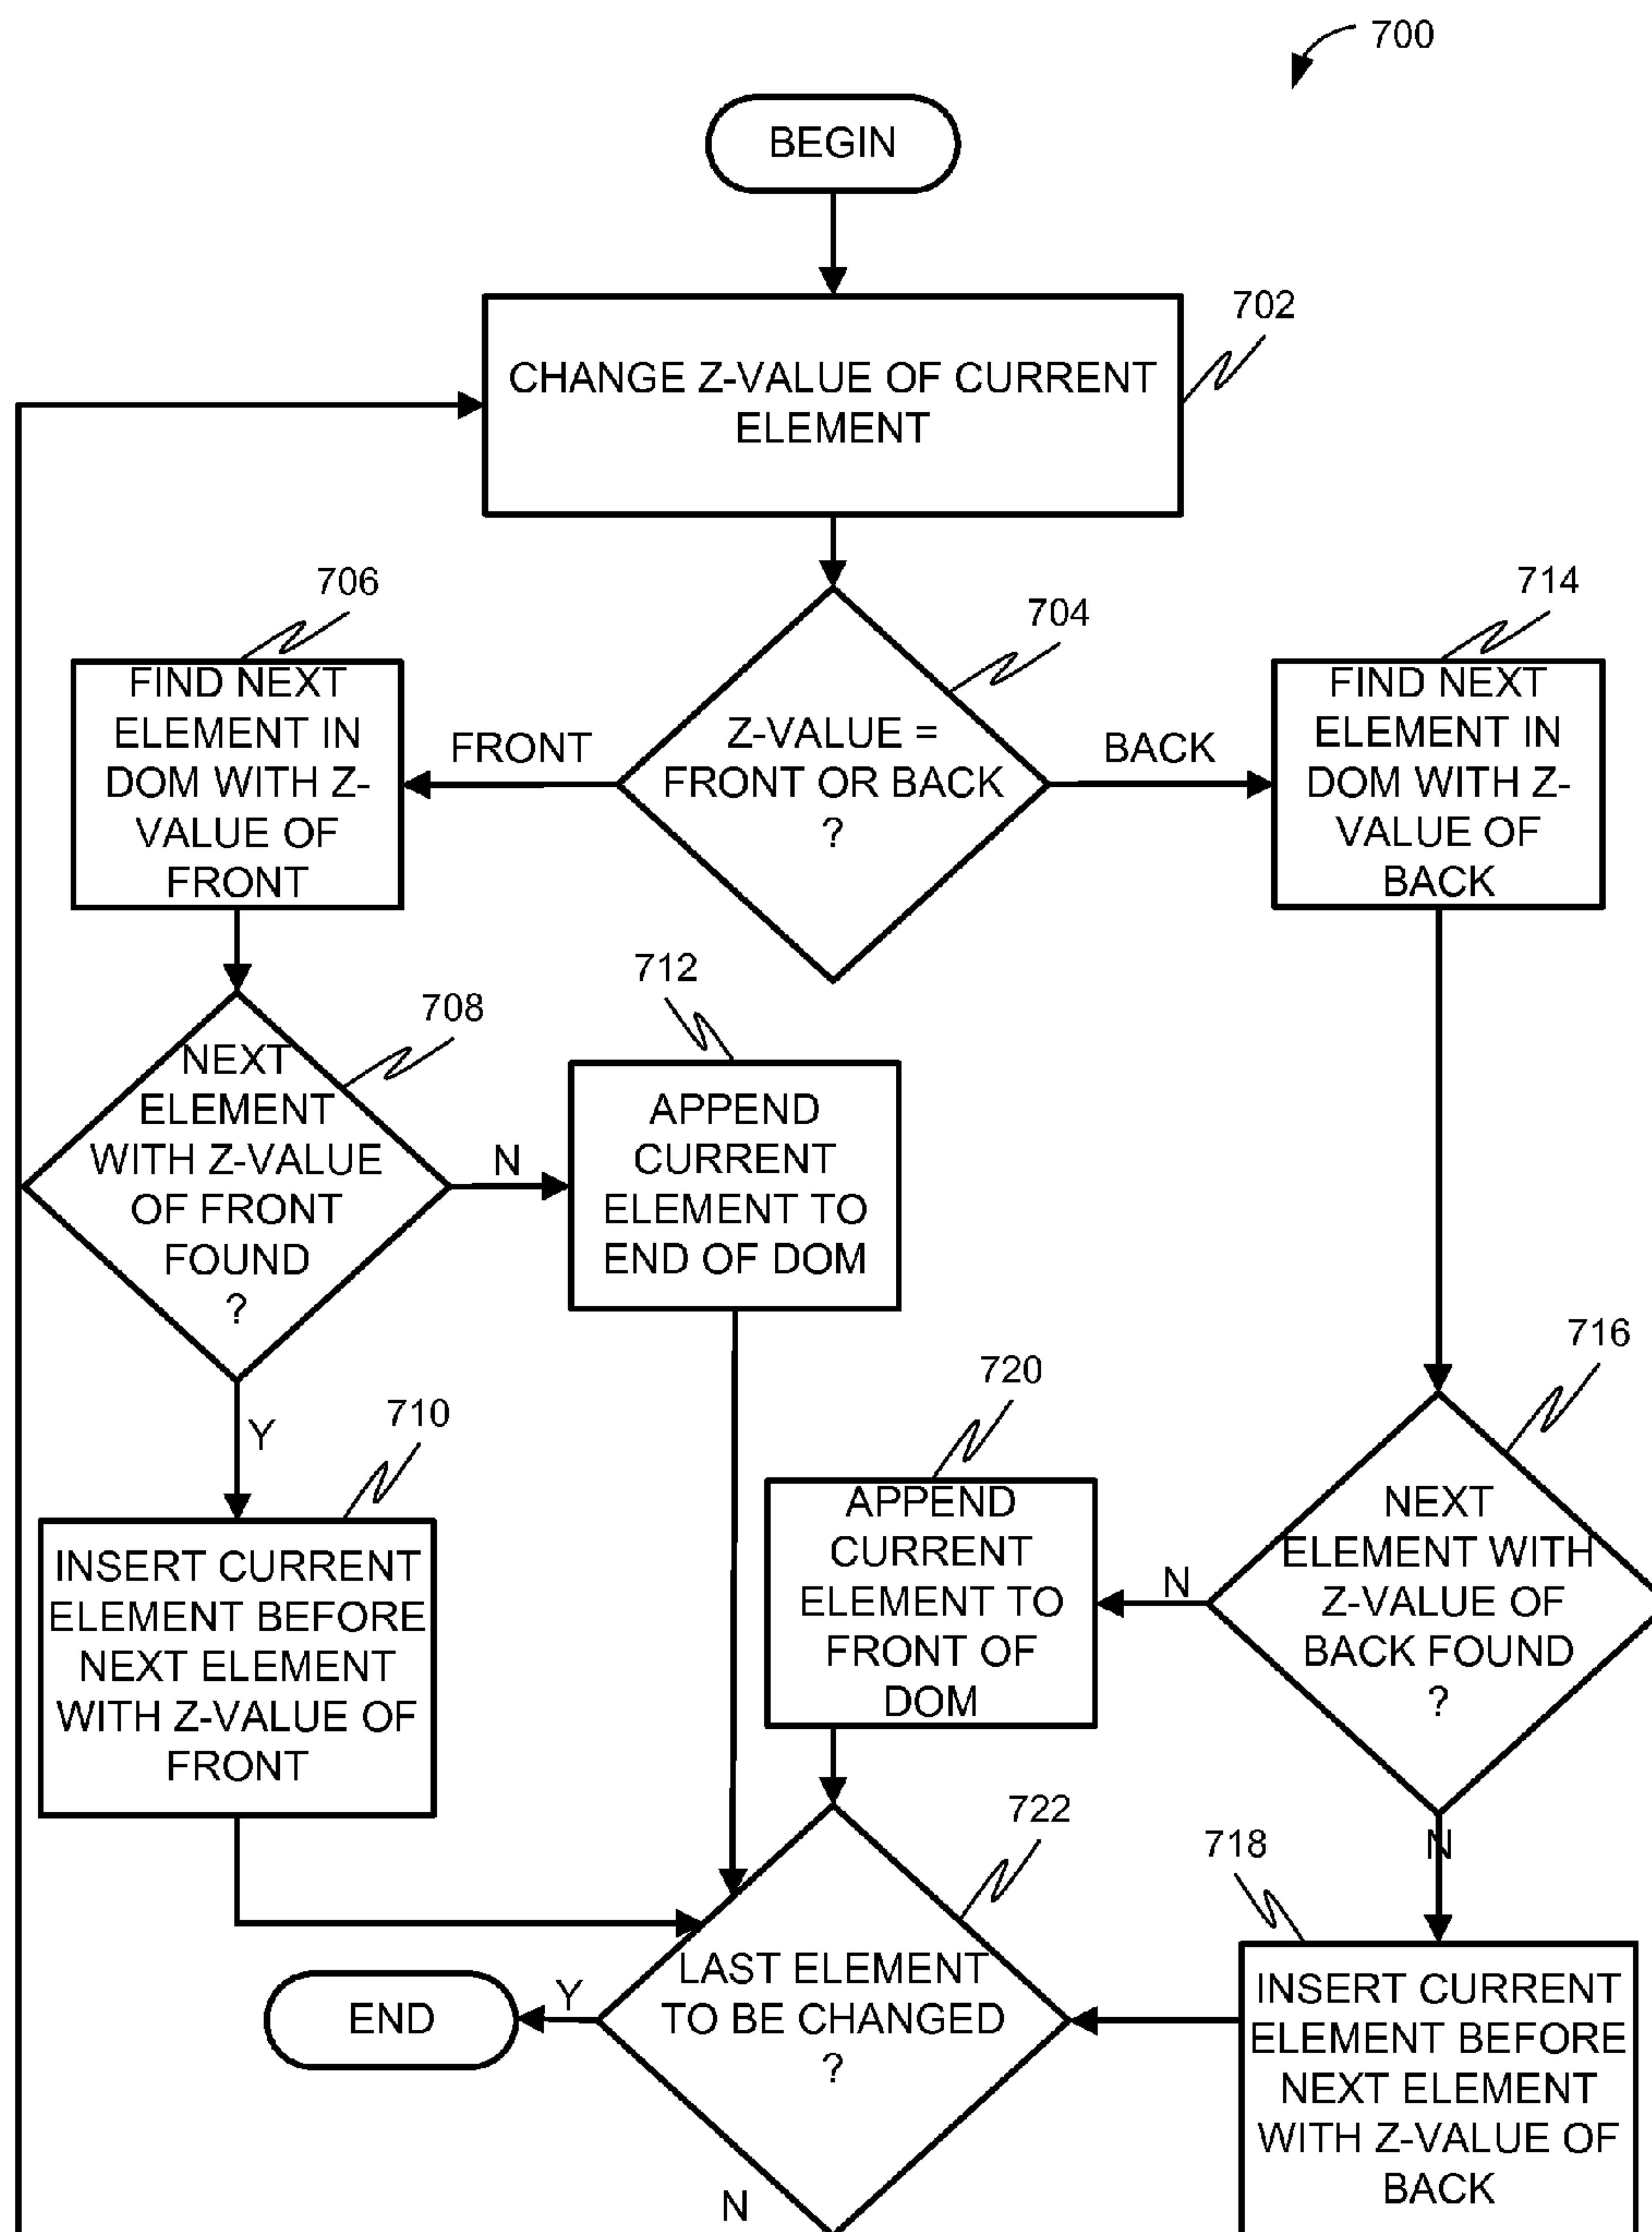 700
BEGIN
702
CHANGE Z-VALUE OF CURRENT
ELEMENT
706
FIND NEXT
ELEMENT IN
DOM WITH Z-
VALUE OF
FRONT
FRONT
704
Z-VALUE =
FRONT OR BACK
?
BACK
714
FIND NEXT
ELEMENT IN
DOM WITH Z-
VALUE OF
BACK
708
NEXT
ELEMENT
WITH Z-VALUE
OF FRONT
FOUND
?
N
712
APPEND
CURRENT
ELEMENT TO
END OF DOM
Y
710
INSERT CURRENT
ELEMENT BEFORE
NEXT ELEMENT
WITH Z-VALUE OF
FRONT
720
APPEND
CURRENT
ELEMENT TO
FRONT OF
DOM
N
716
NEXT
ELEMENT WITH
Z-VALUE OF
BACK FOUND
?
N
718
INSERT CURRENT
ELEMENT BEFORE
NEXT ELEMENT
WITH Z-VALUE OF
BACK
722
LAST ELEMENT
TO BE CHANGED
?
Y
END
N